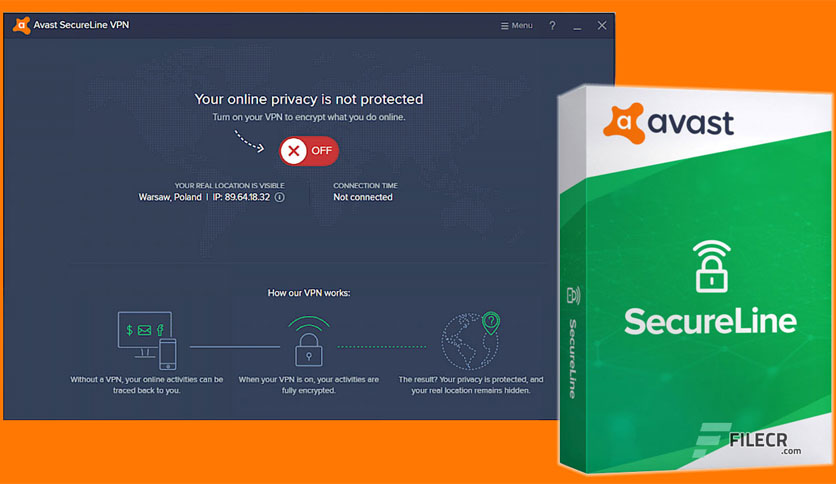 Avast SecureLine VPN
Menu ?
Your online privacy is not protected
Turn on your VPN to encrypt what you do online.
OFF
YOUR REAL LOCATION IS VISIBLE
Warsaw, Poland | IP: 89.64.18.32
CONNECTION TIME
Not connected
How our VPN works:
$ f
?
Without a VPN, your online activities can be
traced back to you.
When your VPN is on, your activities are
fully encrypted.
The result? Your privacy is protected, and
your real location remains hidden.
a avast
SecureLine
SecureLine
FILECR
.com